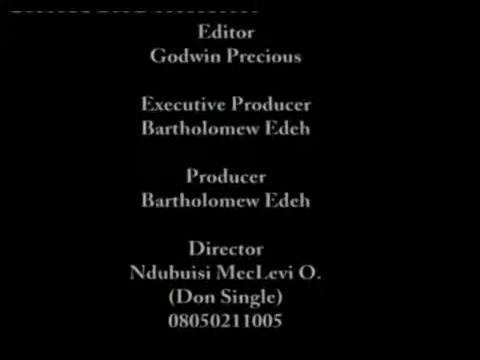 Editor
Godwin Precious
Executive Producer
Bartholomew Edeh
Producer
Bartholomew Edeh
Director
Ndubuisi MecLevi O.
(Don Single)
08050211005